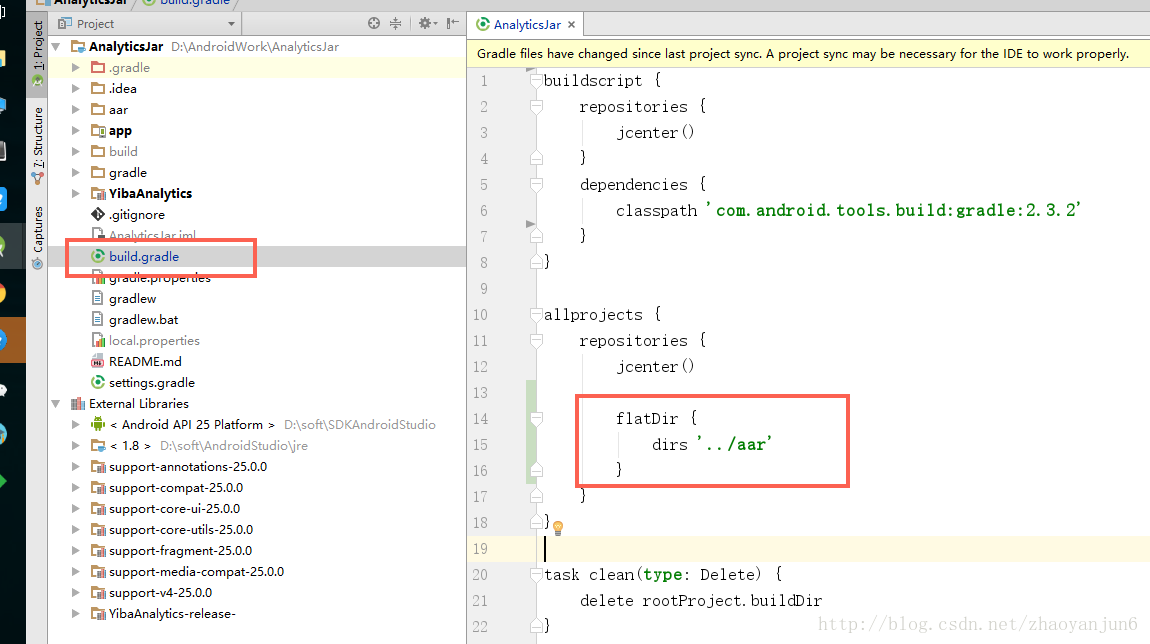 AnalyticsJar build.gradle
Project
1: Project
7: Structure
Captures
AnalyticsJar D:\AndroidWork\AnalyticsJar
.gradle
.idea
aar
app
build
gradle
YibaAnalytics
.gitignore
AnalyticsJar.iml
build.gradle
gradle.properties
gradlew
gradlew.bat
local.properties
README.md
settings.gradle
External Libraries
< Android API 25 Platform > D:\soft\SDKAndroidStudio
< 1.8 > D:\soft\AndroidStudio\jre
support-annotations-25.0.0
support-compat-25.0.0
support-core-ui-25.0.0
support-core-utils-25.0.0
support-fragment-25.0.0
support-media-compat-25.0.0
support-v4-25.0.0
YibaAnalytics-release-
AnalyticsJar
Gradle files have changed since last project sync. A project sync may be necessary for the IDE to work properly.
1 buildscript {
2 repositories {
3 jcenter()
4 }
5 dependencies {
6 classpath 'com.android.tools.build:gradle:2.3.2'
7 }
8 }
9
10 allprojects {
11 repositories {
12 jcenter()
13
14 flatDir {
15 dirs '../aar'
16 }
17 }
18 }
19
20 task clean(type: Delete) {
21 delete rootProject.buildDir
22 }
http://blog.csdn.net/zhaoyanjun6